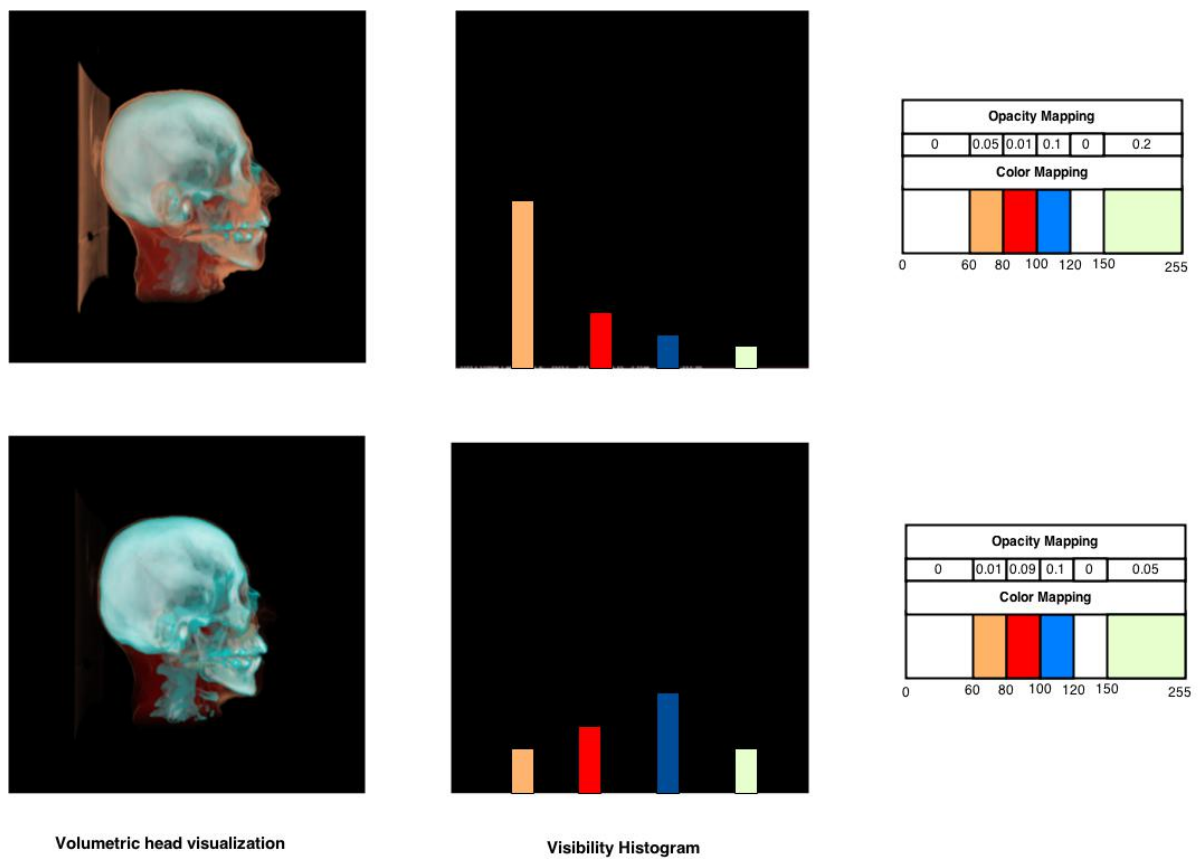 Opacity Mapping
0 0.05 0.01 0.1 0 0.2
Color Mapping
0 60 80 100 120 150 255
Opacity Mapping
0 0.01 0.09 0.1 0 0.05
Color Mapping
0 60 80 100 120 150 255
Volumetric head visualization
Visibility Histogram